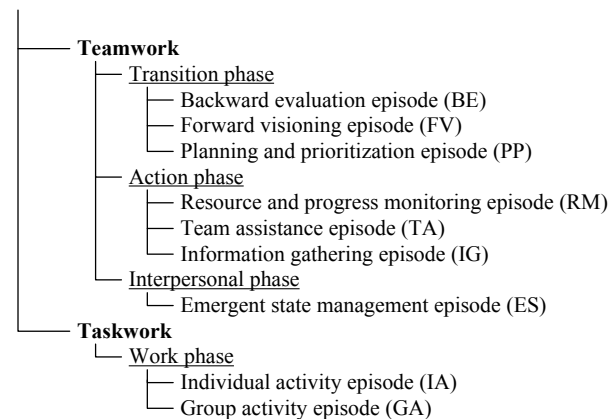 Teamwork
Transition phase
Backward evaluation episode (BE)
Forward visioning episode (FV)
Planning and prioritization episode (PP)
Action phase
Resource and progress monitoring episode (RM)
Team assistance episode (TA)
Information gathering episode (IG)
Interpersonal phase
Emergent state management episode (ES)
Taskwork
Work phase
Individual activity episode (IA)
Group activity episode (GA)